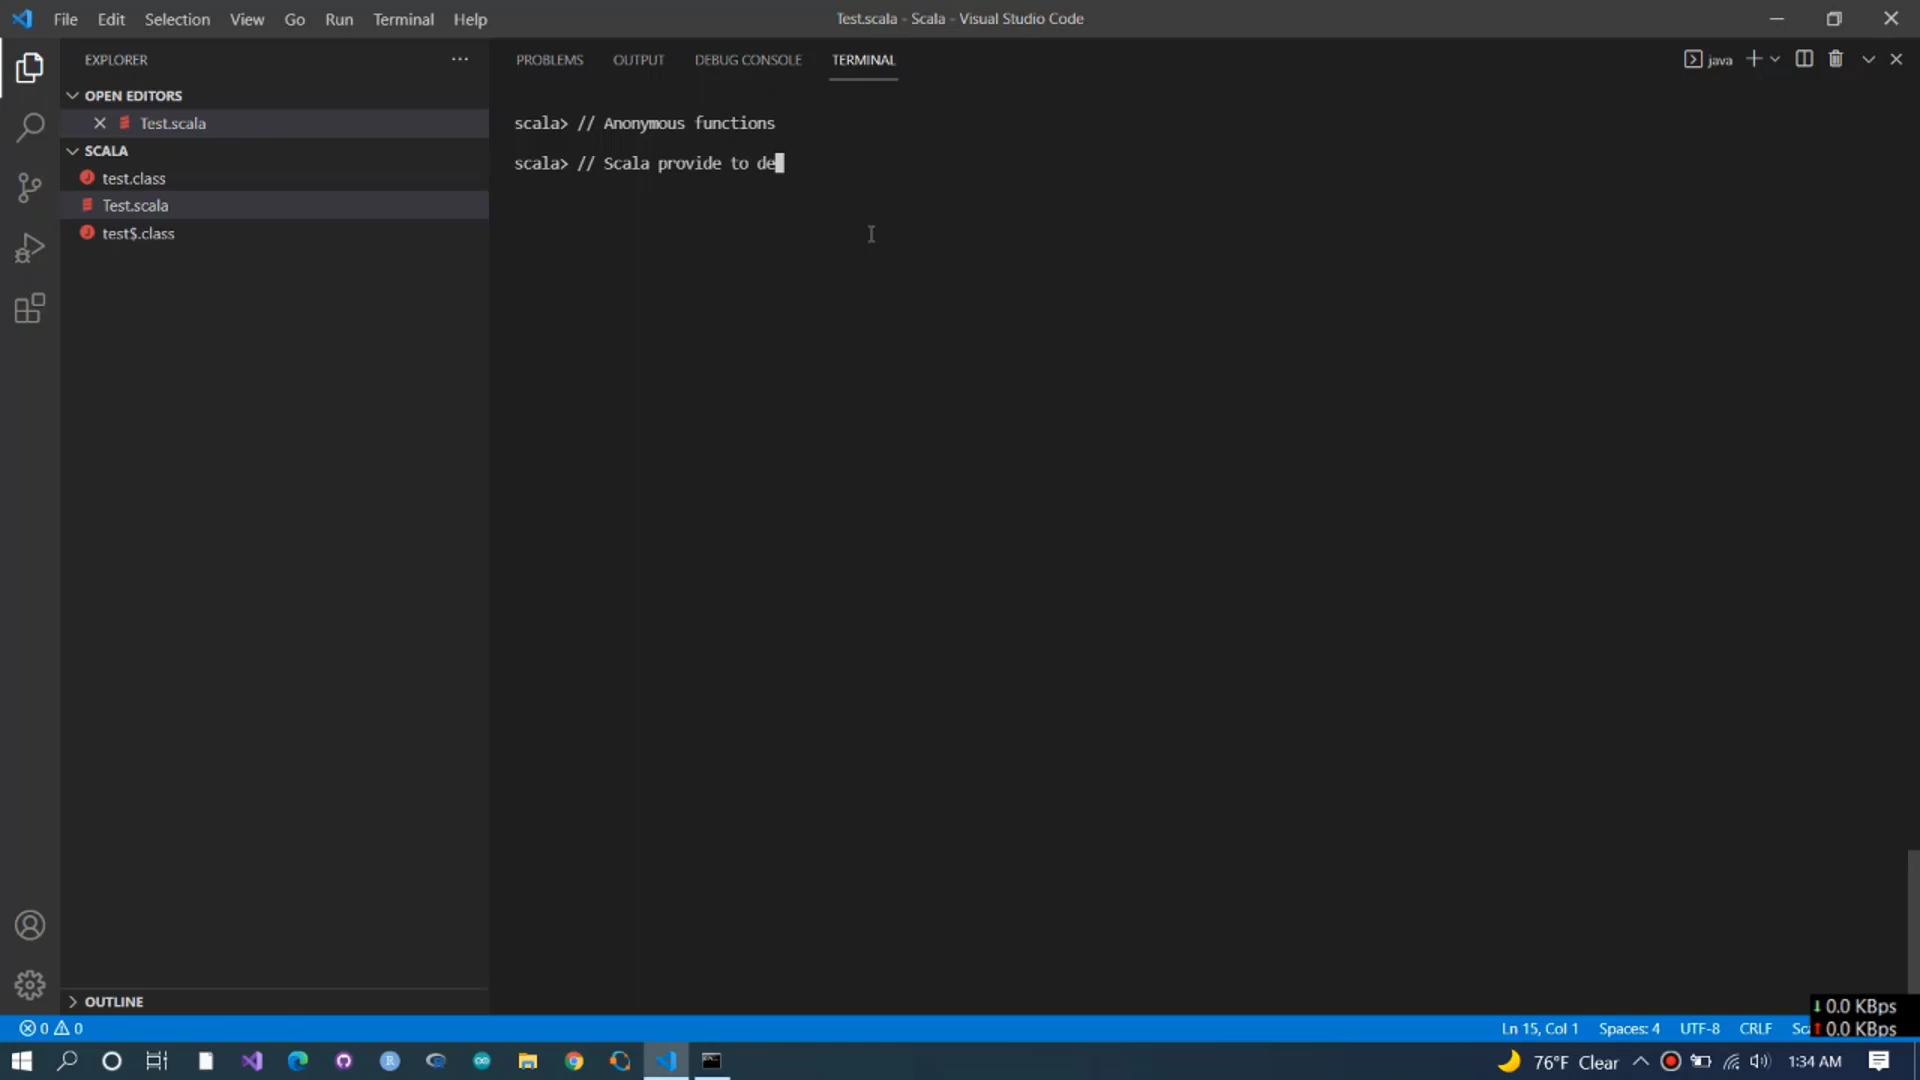 File Edit Selection View Go Run Terminal Help
Test.scala - Scala - Visual Studio Code
EXPLORER
OPEN EDITORS
Test.scala
SCALA
test.class
Test.scala
test$.class
OUTLINE
PROBLEMS OUTPUT DEBUG CONSOLE TERMINAL
java
scala> // Anonymous functions
scala> // Scala provide to de
0 0
Ln 15, Col 1 Spaces: 4 UTF-8 CRLF
0.0 KBps
0.0 KBps
76°F Clear
1:34 AM